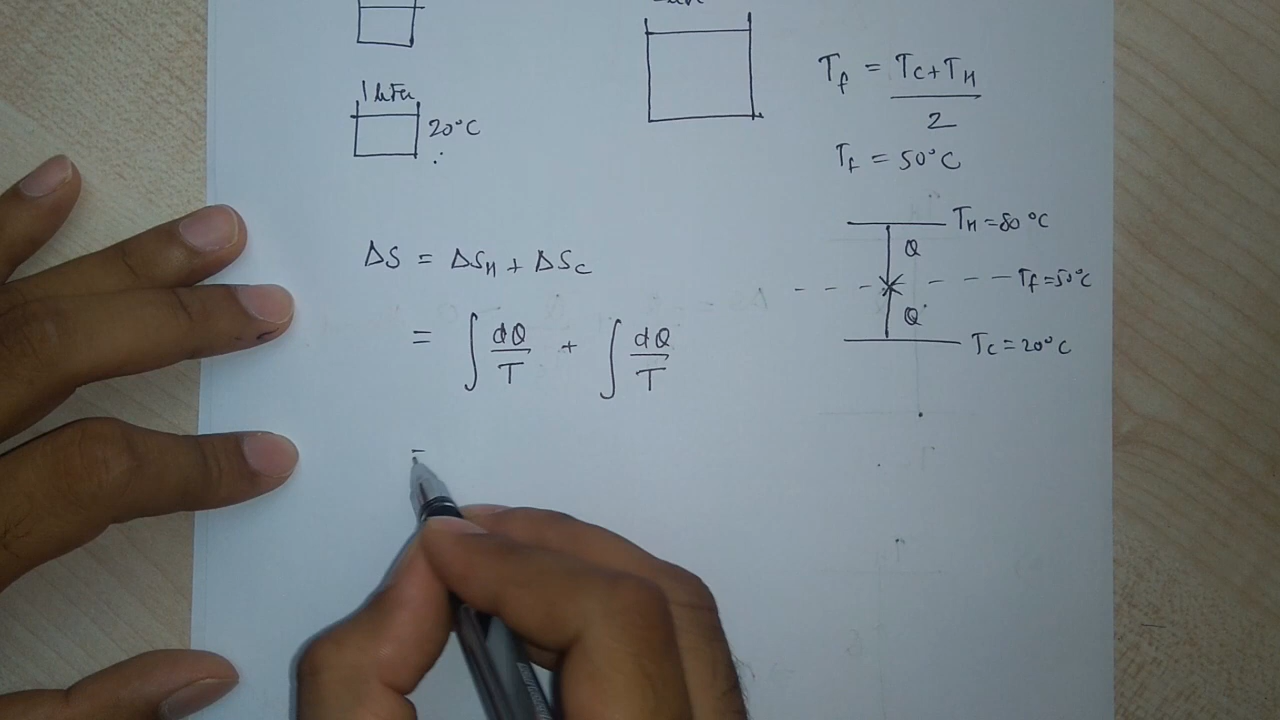 1 liter
20°C
T_f = (T_C + T_H) / 2
T_f = 50°C
T_H = 80°C
Q
T_f = 50°C
Q
T_C = 20°C
ΔS = ΔS_H + ΔS_C
= ∫ dQ/T + ∫ dQ/T